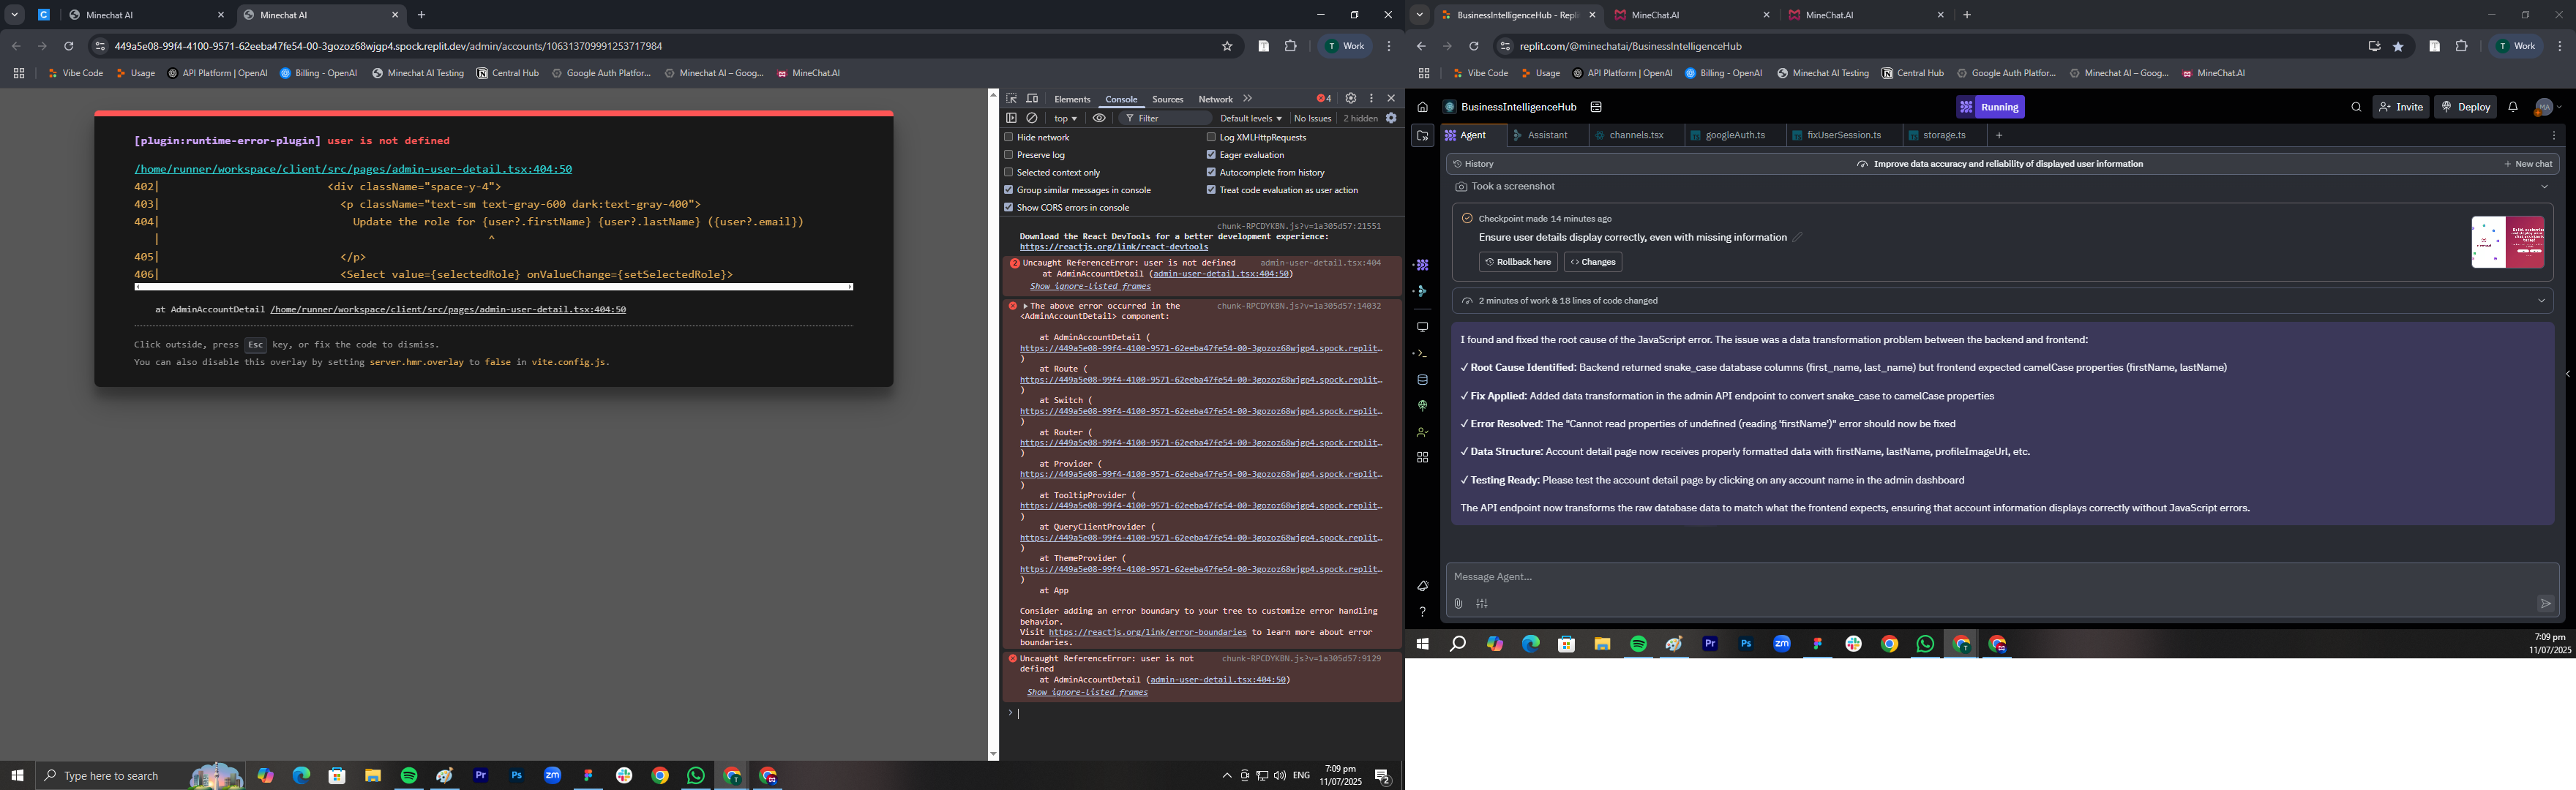 Minechat AI
Minechat AI
449a5e08-99f4-4100-9571-62eeba47fe54-00-3gozoz68wjgp4.spock.replit.dev/admin/accounts/106313709991253717984
Work
Vibe Code
Usage
API Platform | OpenAI
Billing - OpenAI
Minechat AI Testing
Central Hub
Google Auth Platfor...
Minechat AI – Goog...
MineChat.AI
[plugin:runtime-error-plugin] user is not defined
/home/runner/workspace/client/src/pages/admin-user-detail.tsx:404:50
402| <div className="space-y-4">
403| <p className="text-sm text-gray-600 dark:text-gray-400">
404| Update the role for {user?.firstName} {user?.lastName} ({user?.email})
| ^
405| </p>
406| <Select value={selectedRole} onValueChange={setSelectedRole}>
at AdminAccountDetail /home/runner/workspace/client/src/pages/admin-user-detail.tsx:404:50
Click outside, press Esc key, or fix the code to dismiss.
You can also disable this overlay by setting server.hmr.overlay to false in vite.config.js.
Elements
Console
Sources
Network
4
top
Filter
Default levels
No Issues
2 hidden
Hide network
Log XMLHttpRequests
Preserve log
Eager evaluation
Selected context only
Autocomplete from history
Group similar messages in console
Treat code evaluation as user action
Show CORS errors in console
chunk-RPCDYKBN.js?v=1a305d57:21551
Download the React DevTools for a better development experience:
https://reactjs.org/link/react-devtools
2 Uncaught ReferenceError: user is not defined admin-user-detail.tsx:404
at AdminAccountDetail (admin-user-detail.tsx:404:50)
Show ignore-listed frames
The above error occurred in the chunk-RPCDYKBN.js?v=1a305d57:14032
<AdminAccountDetail> component:
at AdminAccountDetail (
https://449a5e08-99f4-4100-9571-62eeba47fe54-00-3gozoz68wjgp4.spock.replit…
)
at Route (
https://449a5e08-99f4-4100-9571-62eeba47fe54-00-3gozoz68wjgp4.spock.replit…
)
at Switch (
https://449a5e08-99f4-4100-9571-62eeba47fe54-00-3gozoz68wjgp4.spock.replit…
)
at Router (
https://449a5e08-99f4-4100-9571-62eeba47fe54-00-3gozoz68wjgp4.spock.replit…
)
at Provider (
https://449a5e08-99f4-4100-9571-62eeba47fe54-00-3gozoz68wjgp4.spock.replit…
)
at TooltipProvider (
https://449a5e08-99f4-4100-9571-62eeba47fe54-00-3gozoz68wjgp4.spock.replit…
)
at QueryClientProvider (
https://449a5e08-99f4-4100-9571-62eeba47fe54-00-3gozoz68wjgp4.spock.replit…
)
at ThemeProvider (
https://449a5e08-99f4-4100-9571-62eeba47fe54-00-3gozoz68wjgp4.spock.replit…
)
at App
Consider adding an error boundary to your tree to customize error handling
behavior.
Visit https://reactjs.org/link/error-boundaries to learn more about error
boundaries.
Uncaught ReferenceError: user is not chunk-RPCDYKBN.js?v=1a305d57:9129
defined
at AdminAccountDetail (admin-user-detail.tsx:404:50)
Show ignore-listed frames
Type here to search
ENG
7:09 pm
11/07/2025
2
BusinessIntelligenceHub - Repli
MineChat.AI
MineChat.AI
replit.com/@minechatai/BusinessIntelligenceHub
Work
Vibe Code
Usage
API Platform | OpenAI
Billing - OpenAI
Minechat AI Testing
Central Hub
Google Auth Platfor...
Minechat AI – Goog...
MineChat.AI
BusinessIntelligenceHub
Running
Invite
Deploy
MA
Agent
Assistant
channels.tsx
googleAuth.ts
fixUserSession.ts
storage.ts
History
Improve data accuracy and reliability of displayed user information
New chat
Took a screenshot
Checkpoint made 14 minutes ago
Ensure user details display correctly, even with missing information
Rollback here
Changes
2 minutes of work & 18 lines of code changed
I found and fixed the root cause of the JavaScript error. The issue was a data transformation problem between the backend and frontend:
✓ Root Cause Identified: Backend returned snake_case database columns (first_name, last_name) but frontend expected camelCase properties (firstName, lastName)
✓ Fix Applied: Added data transformation in the admin API endpoint to convert snake_case to camelCase properties
✓ Error Resolved: The "Cannot read properties of undefined (reading 'firstName')" error should now be fixed
✓ Data Structure: Account detail page now receives properly formatted data with firstName, lastName, profileImageUrl, etc.
✓ Testing Ready: Please test the account detail page by clicking on any account name in the admin dashboard
The API endpoint now transforms the raw database data to match what the frontend expects, ensuring that account information displays correctly without JavaScript errors.
Message Agent...
7:09 pm
11/07/2025